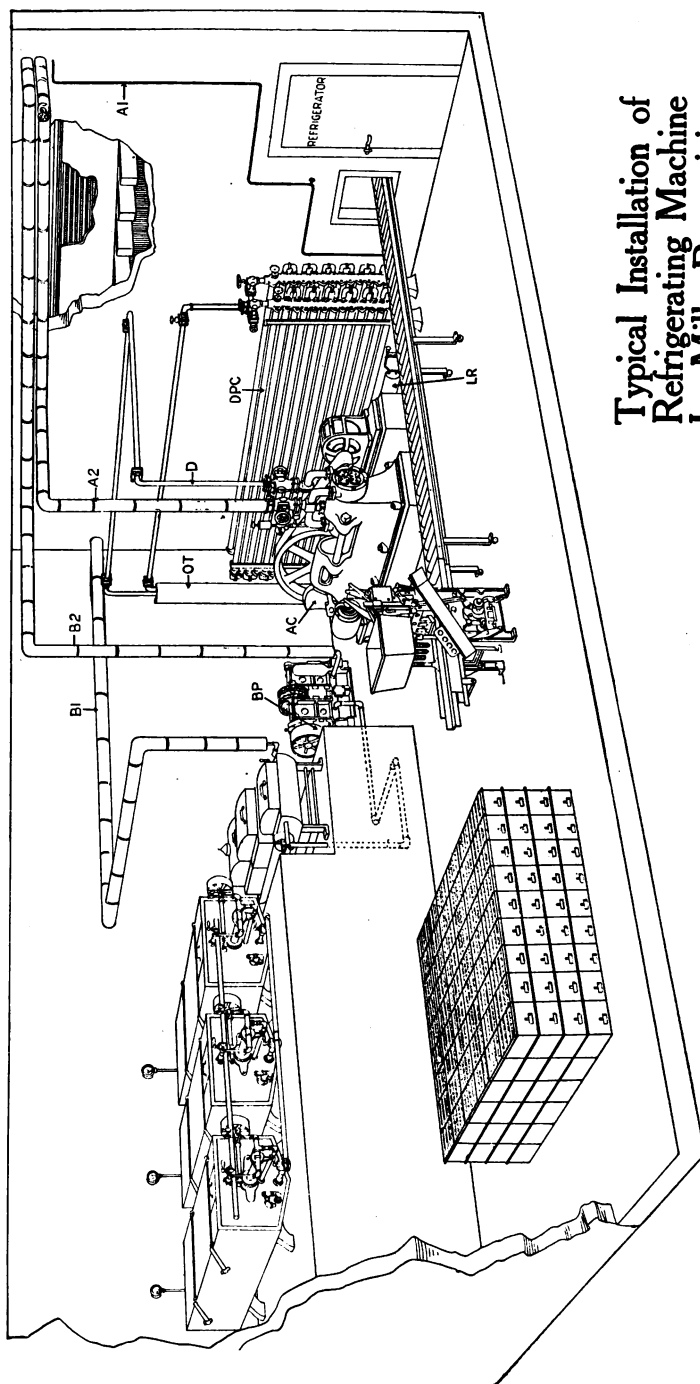 B1
B2
A2
A1
OT
D
DPC
BP
AC
REFRIGERATOR
LR
Typical Installation of
Refrigerating Machine